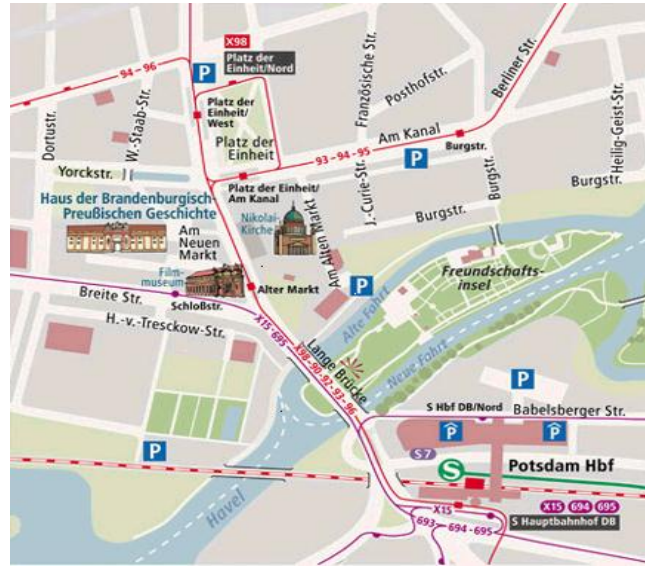 X98
Platz der
Einheit/Nord
94-96
P
Französische Str.
Posthofstr.
Berliner Str.
Dortustr.
W.-Staab-Str.
Platz der
Einheit/
West
Platz der
Einheit
Am Kanal
93-94-95
Burgstr.
P
Heilig-Geist-Str.
Yorckstr.
Platz der Einheit/
Am Kanal
J.-Curie-Str.
Burgstr.
Burgstr.
Haus der Brandenburgisch-
Preußischen Geschichte
Nikolai-
Kirche
Am Alten Markt
Burgstr.
Am
Neuen
Markt
Film-
museum
Alter Markt
P
Freundschafts-
insel
Breite Str.
Schloßstr.
H.-v.-Tresckow-Str.
X15-695
X98-90-92-93-96
Lange Brücke
Alte Fahrt
Neue Fahrt
P
S Hbf DB/Nord
Babelsberger Str.
P
P
P
S7
S
Potsdam Hbf
Havel
X15
X15 694 695
S Hauptbahnhof DB
693
694-695